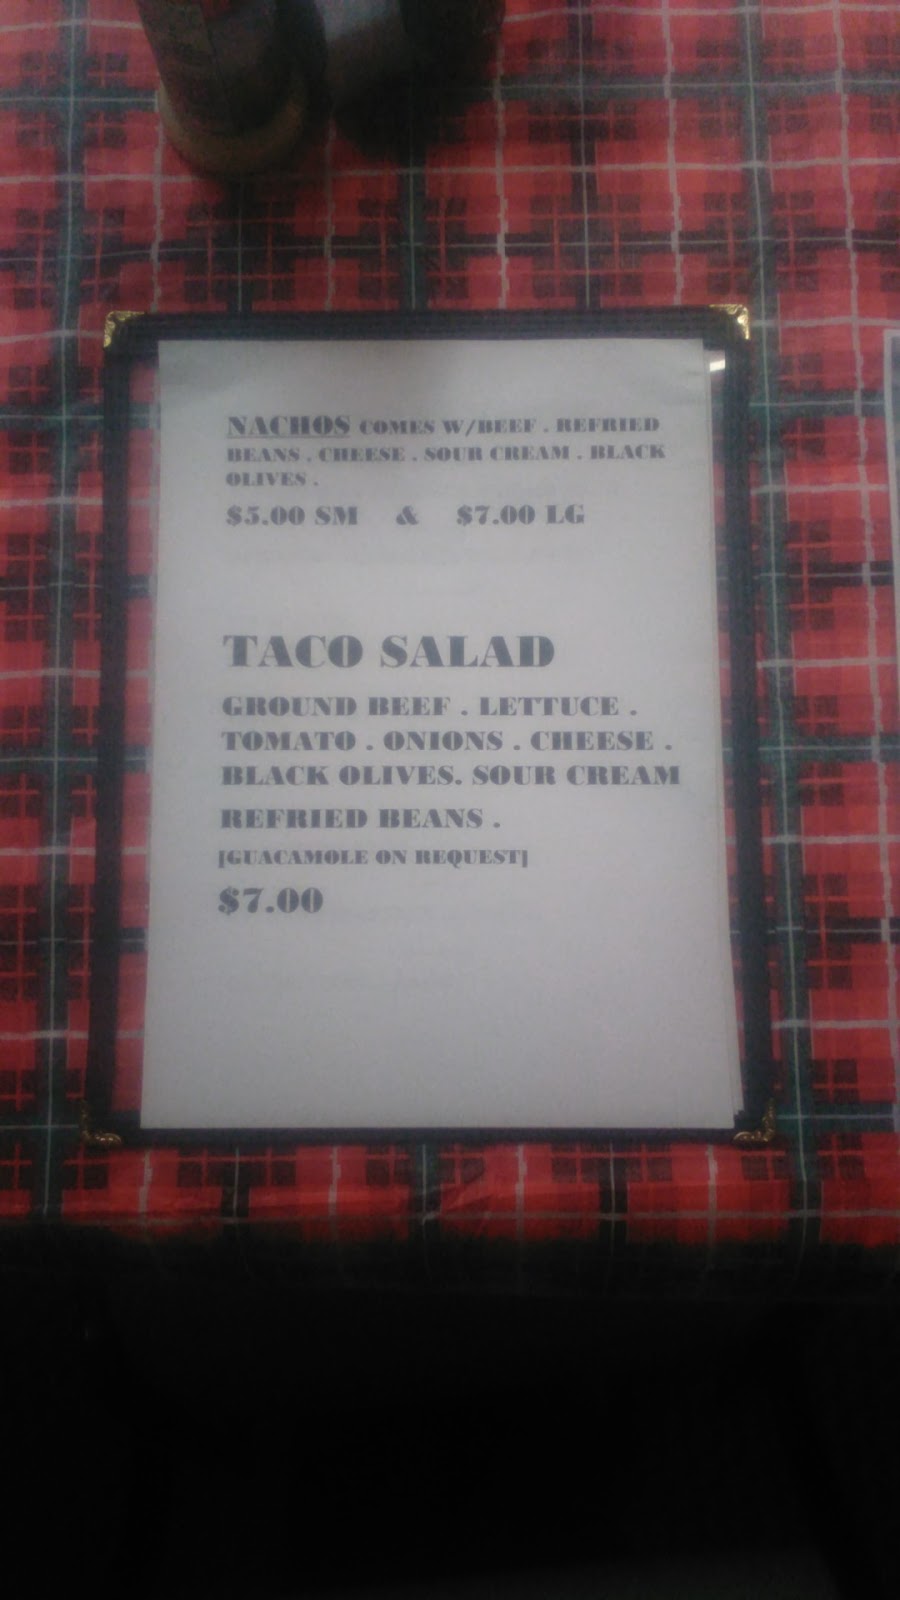 NACHOS COMES W/BEEF . REFRIED
BEANS . CHEESE . SOUR CREAM . BLACK
OLIVES .
$5.00 SM & $7.00 LG
TACO SALAD
GROUND BEEF . LETTUCE .
TOMATO . ONIONS . CHEESE .
BLACK OLIVES. SOUR CREAM
REFRIED BEANS .
[GUACAMOLE ON REQUEST]
$7.00